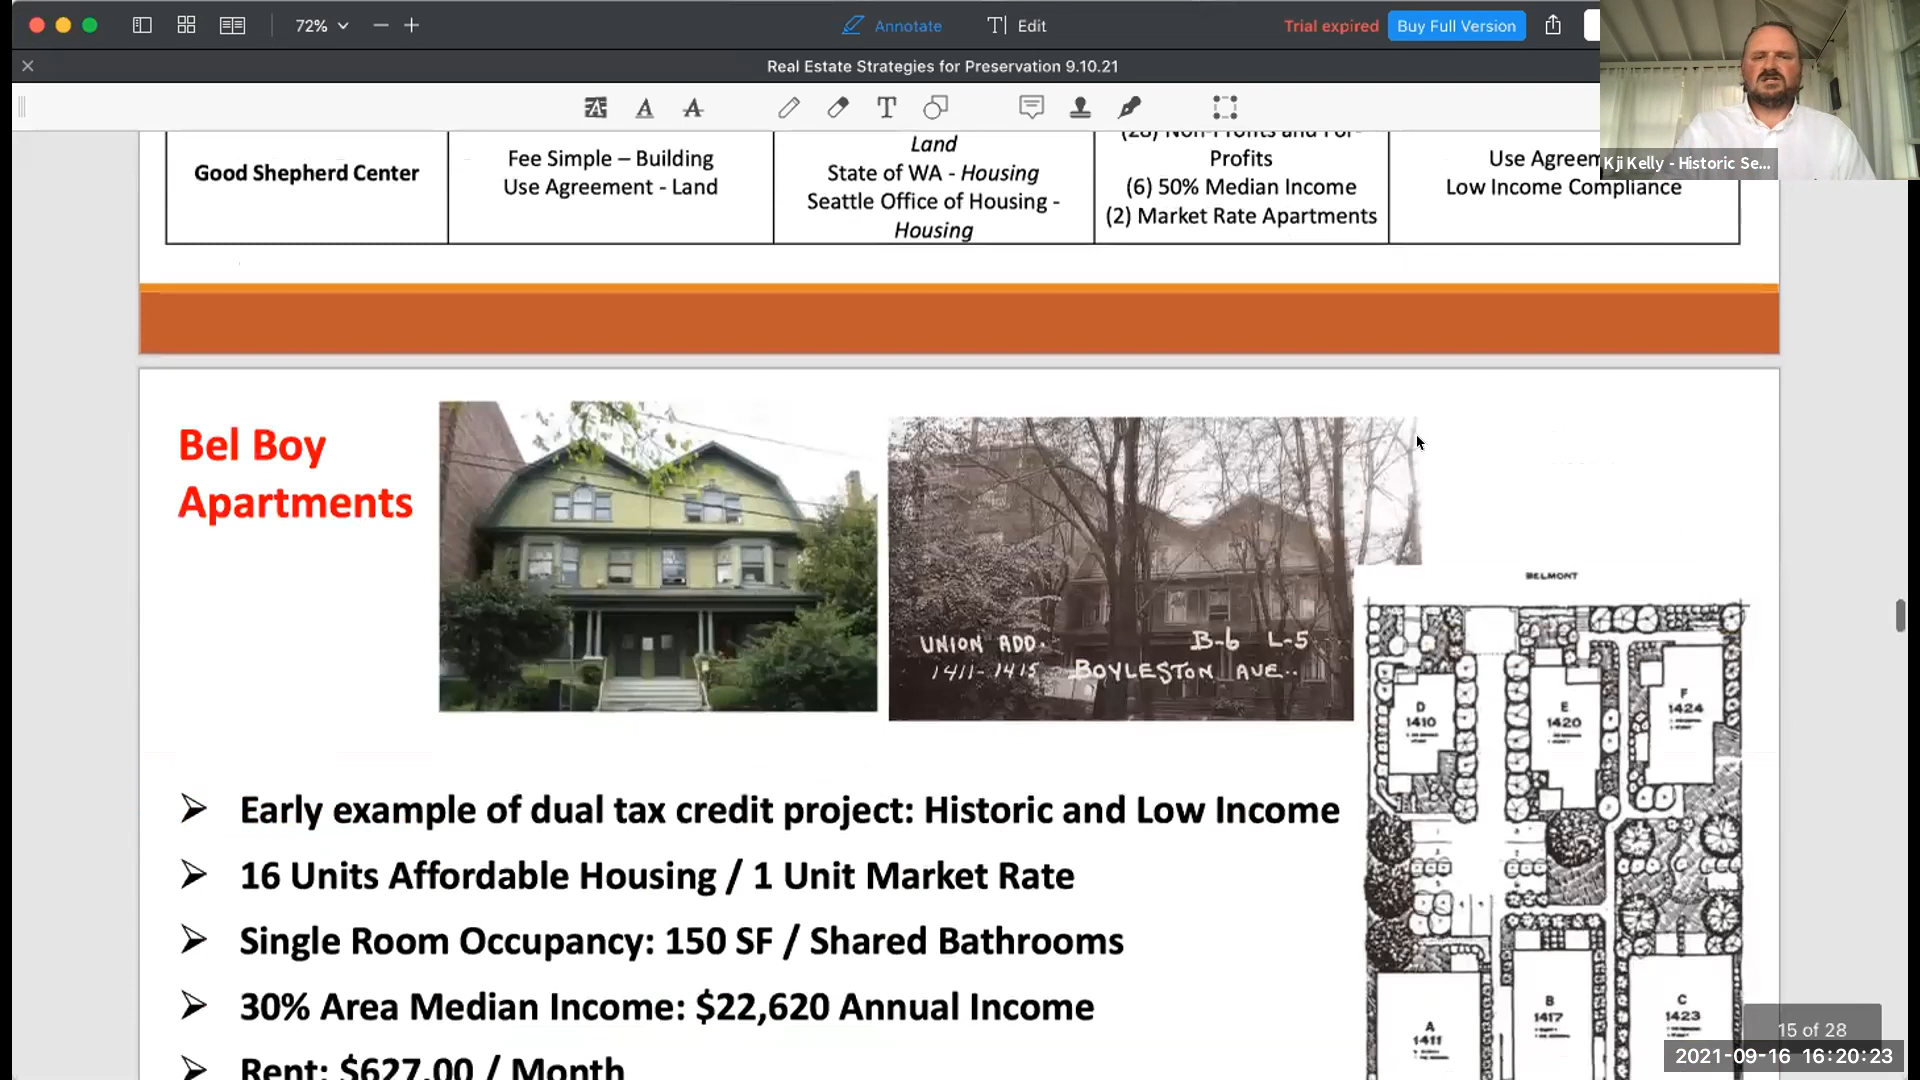 72%
Annotate
Edit
Trial expired
Buy Full Version
Real Estate Strategies for Preservation 9.10.21
Good Shepherd Center
Fee Simple – Building
Use Agreement - Land
Land
State of WA - Housing
Seattle Office of Housing -
Housing
(28) Non-Profits and For-
Profits
(6) 50% Median Income
(2) Market Rate Apartments
Use Agreem
Low Income Compliance
Kji Kelly - Historic Se...
Bel Boy
Apartments
UNION ADD. B-6 L-5
1411-1415 BOYLESTON AVE..
BELMONT
D
1410
E
1420
F
1424
A
1411
B
1417
C
1423
➢ Early example of dual tax credit project: Historic and Low Income
➢ 16 Units Affordable Housing / 1 Unit Market Rate
➢ Single Room Occupancy: 150 SF / Shared Bathrooms
➢ 30% Area Median Income: $22,620 Annual Income
➢ Rent: $627.00 / Month
15 of 28
2021-09-16 16:20:23